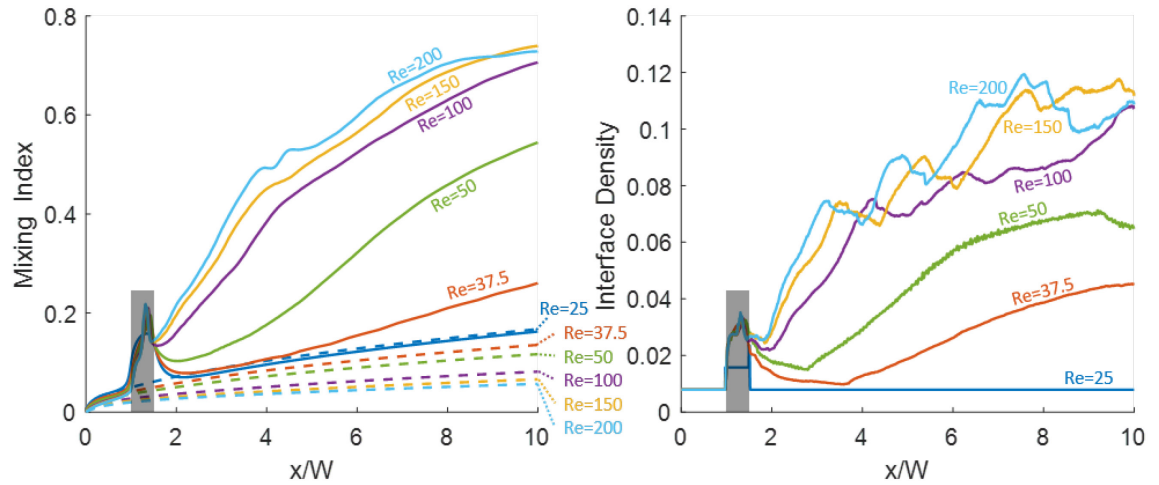 0.8
0.6
0.4
0.2
0
Mixing Index
0
2
4
6
8
10
x/W
Re=200
Re=150
Re=100
Re=50
Re=37.5
Re=25
Re=37.5
Re=50
Re=100
Re=150
Re=200
0.14
0.12
0.1
0.08
0.06
0.04
0.02
0
Interface Density
0
2
4
6
8
10
x/W
Re=200
Re=150
Re=100
Re=50
Re=37.5
Re=25